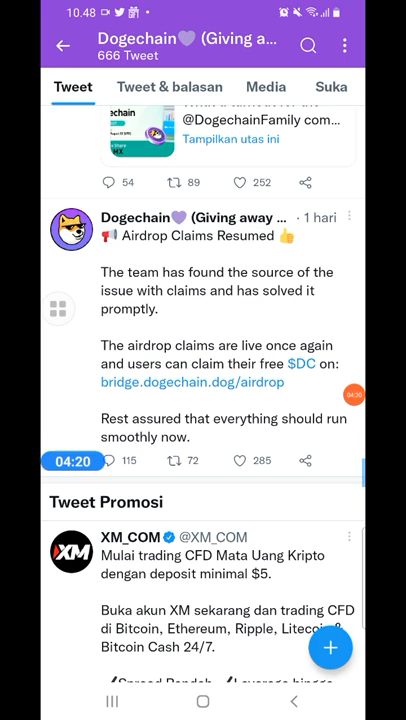 10.48
Dogechain💜 (Giving a...
666 Tweet
Tweet
Tweet & balasan
Media
Suka
echain
@DogechainFamily com...
Tampilkan utas ini
54
89
252
Dogechain💜 (Giving away ... · 1 hari
📢 Airdrop Claims Resumed 👍
The team has found the source of the
issue with claims and has solved it
promptly.
The airdrop claims are live once again
and users can claim their free $DC on:
bridge.dogechain.dog/airdrop
04:30
Rest assured that everything should run
smoothly now.
04:20
115
72
285
Tweet Promosi
XM_COM @XM_COM
XM
Mulai trading CFD Mata Uang Kripto
dengan deposit minimal $5.
Buka akun XM sekarang dan trading CFD
di Bitcoin, Ethereum, Ripple, Litecoin &
Bitcoin Cash 24/7.